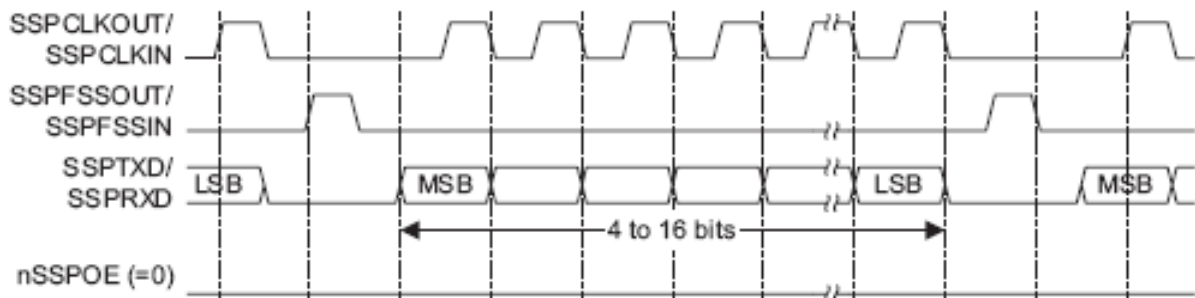 SSPCLKOUT/
SSPCLKIN
SSPFSSOUT/
SSPFSSIN
SSPTXD/
SSPRXD
LSB
MSB
LSB
MSB
4 to 16 bits
nSSPOE (=0)